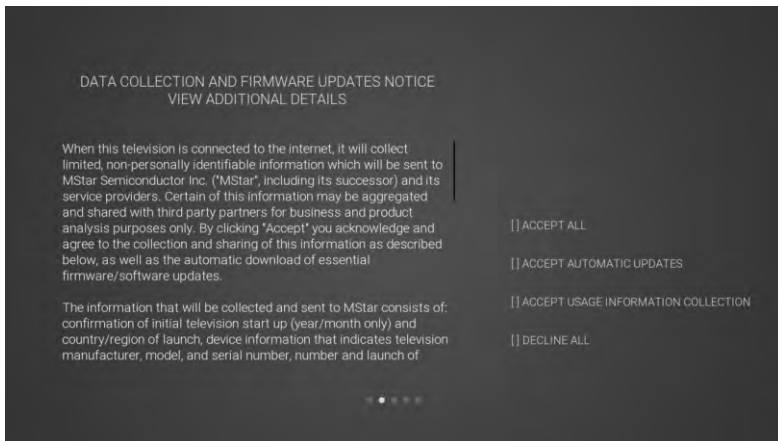 DATA COLLECTION AND FIRMWARE UPDATES NOTICE
VIEW ADDITIONAL DETAILS
When this television is connected to the internet, it will collect
limited, non-personally identifiable information which will be sent to
MStar Semiconductor Inc. ("MStar", including its successor) and its
service providers. Certain of this information may be aggregated
and shared with third party partners for business and product
analysis purposes only. By clicking "Accept" you acknowledge and
agree to the collection and sharing of this information as described
below, as well as the automatic download of essential
firmware/software updates.
The information that will be collected and sent to MStar consists of:
confirmation of initial television start up (year/month only) and
country/region of launch, device information that indicates television
manufacturer, model, and serial number, number and launch of
[ ] ACCEPT ALL
[ ] ACCEPT AUTOMATIC UPDATES
[ ] ACCEPT USAGE INFORMATION COLLECTION
[ ] DECLINE ALL